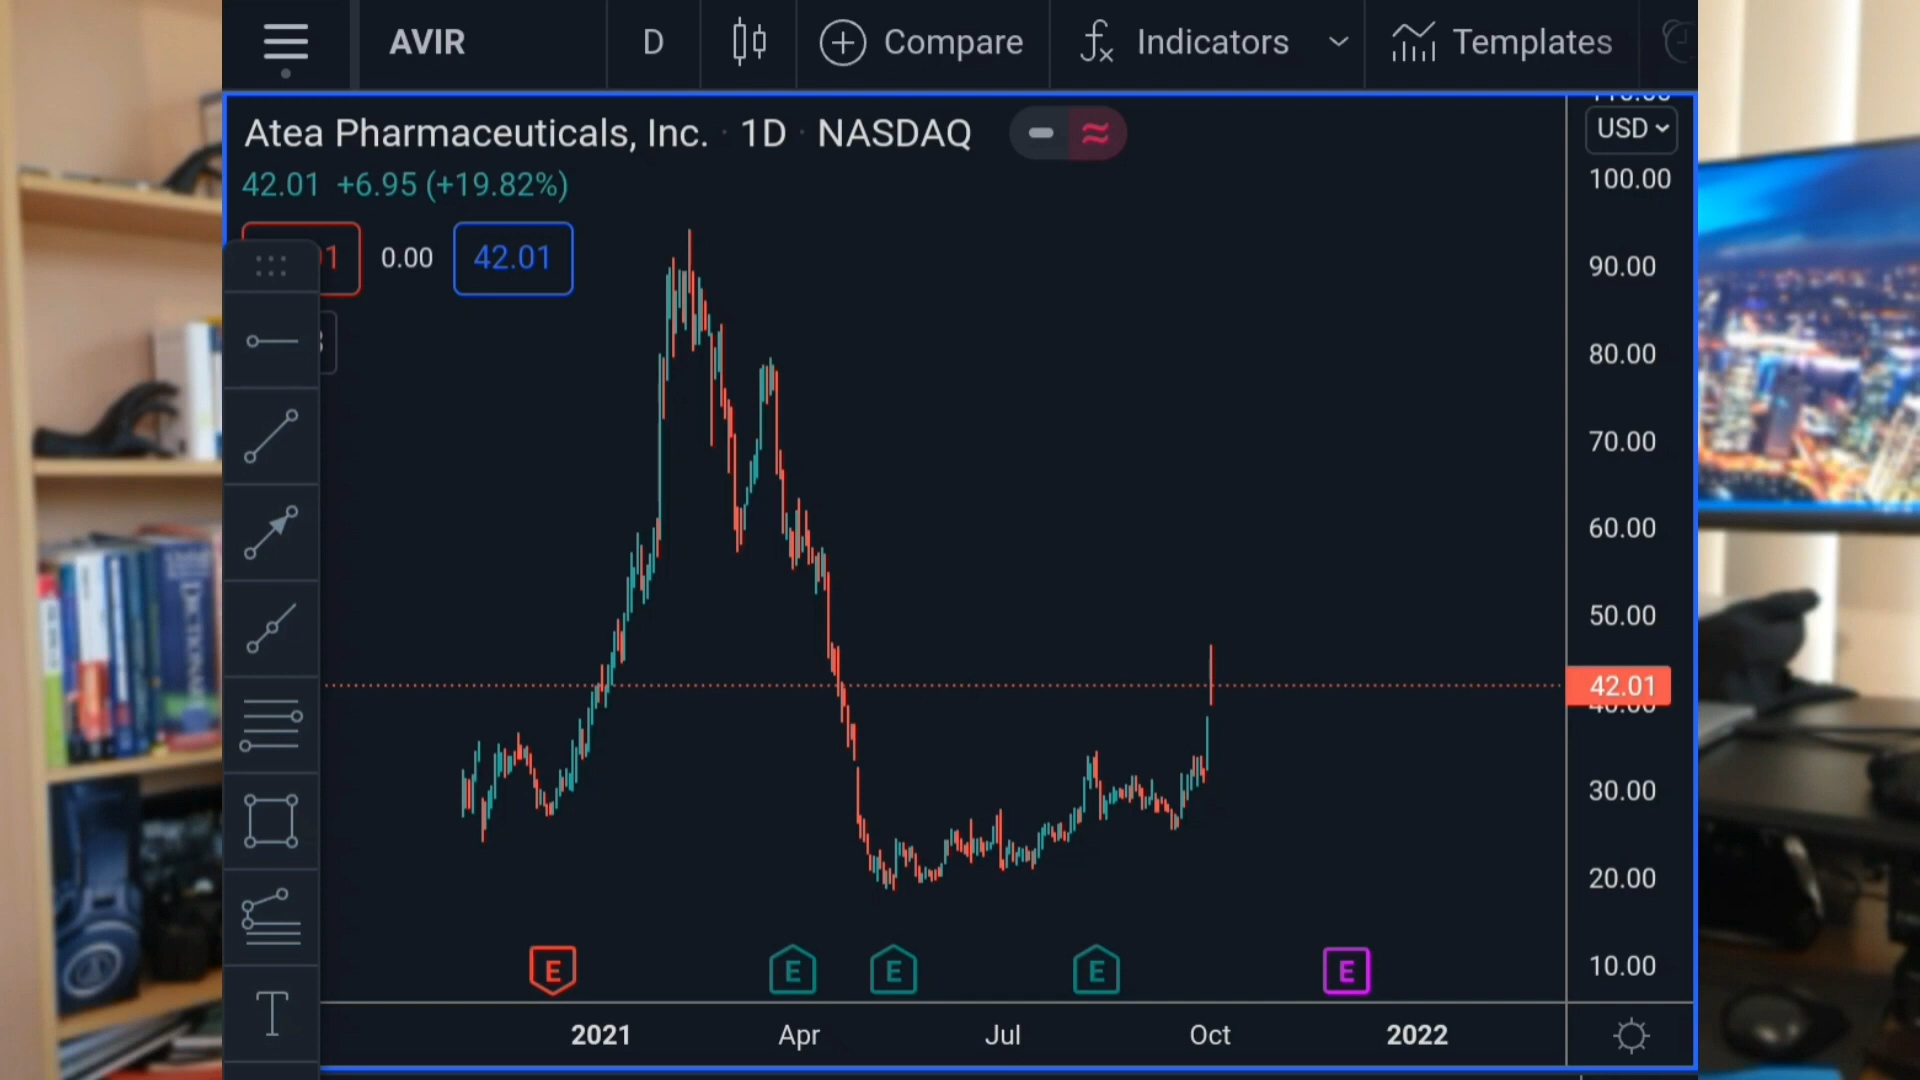 AVIR D Compare fx Indicators Templates
Atea Pharmaceuticals, Inc. · 1D · NASDAQ
USD
42.01 +6.95 (+19.82%)
0.00 42.01
100.00
90.00
80.00
70.00
60.00
50.00
42.01
30.00
20.00
10.00
E E E E E
2021 Apr Jul Oct 2022
T
DICTIONARY